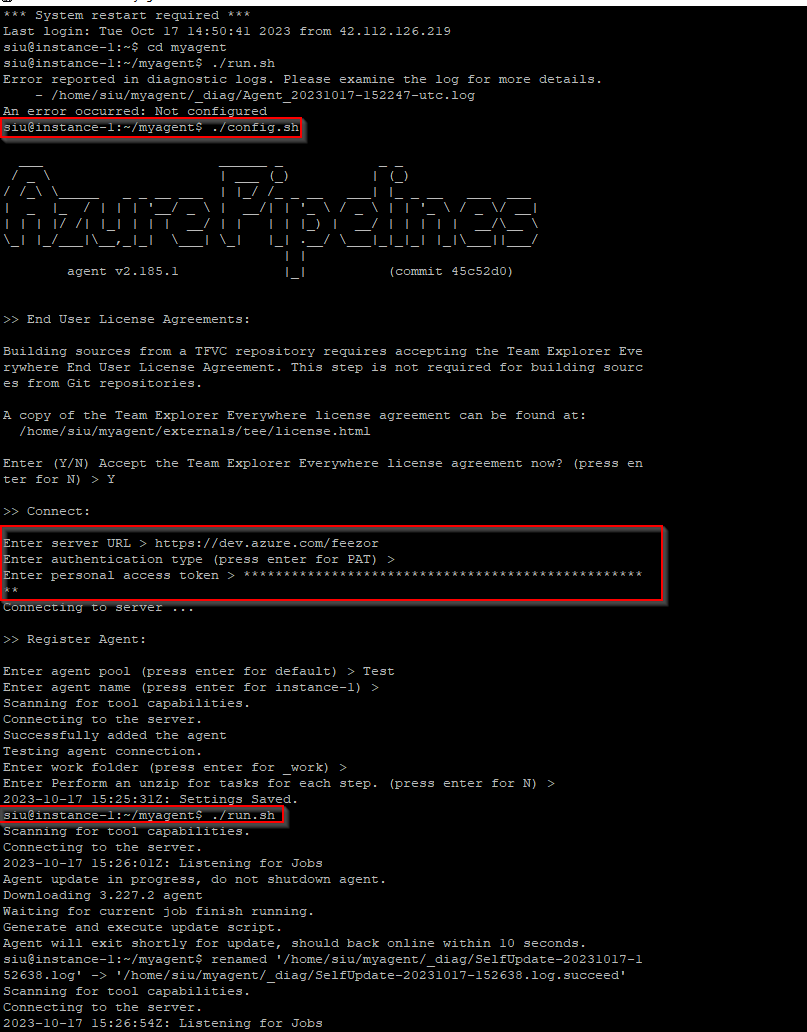 *** System restart required ***
Last login: Tue Oct 17 14:50:41 2023 from 42.112.126.219
siu@instance-1:~$ cd myagent
siu@instance-1:~/myagent$ ./run.sh
Error reported in diagnostic logs. Please examine the log for more details.
    - /home/siu/myagent/_diag/Agent_20231017-152247-utc.log
An error occurred: Not configured
siu@instance-1:~/myagent$ ./config.sh
Azure Pipelines
agent v2.185.1 (commit 45c52d0)
>> End User License Agreements:
Building sources from a TFVC repository requires accepting the Team Explorer Eve
rywhere End User License Agreement. This step is not required for building sourc
es from Git repositories.
A copy of the Team Explorer Everywhere license agreement can be found at:
  /home/siu/myagent/externals/tee/license.html
Enter (Y/N) Accept the Team Explorer Everywhere license agreement now? (press en
ter for N) > Y
>> Connect:
Enter server URL > https://dev.azure.com/feezor
Enter authentication type (press enter for PAT) >
Enter personal access token > **************************************************
**
Connecting to server ...
>> Register Agent:
Enter agent pool (press enter for default) > Test
Enter agent name (press enter for instance-1) >
Scanning for tool capabilities.
Connecting to the server.
Successfully added the agent
Testing agent connection.
Enter work folder (press enter for _work) >
Enter Perform an unzip for tasks for each step. (press enter for N) >
2023-10-17 15:25:31Z: Settings Saved.
siu@instance-1:~/myagent$ ./run.sh
Scanning for tool capabilities.
Connecting to the server.
2023-10-17 15:26:01Z: Listening for Jobs
Agent update in progress, do not shutdown agent.
Downloading 3.227.2 agent
Waiting for current job finish running.
Generate and execute update script.
Agent will exit shortly for update, should back online within 10 seconds.
siu@instance-1:~/myagent$ renamed '/home/siu/myagent/_diag/SelfUpdate-20231017-1
52638.log' -> '/home/siu/myagent/_diag/SelfUpdate-20231017-152638.log.succeed'
Scanning for tool capabilities.
Connecting to the server.
2023-10-17 15:26:54Z: Listening for Jobs